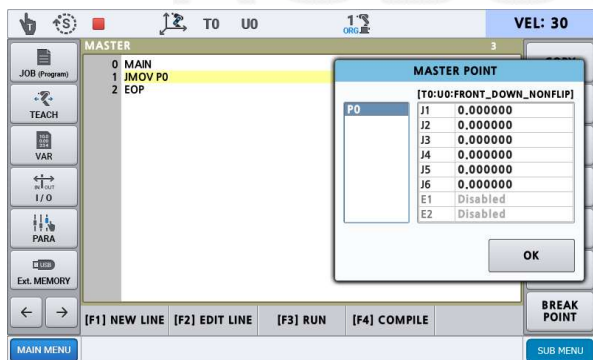 T0 U0 ORG VEL: 30
MASTER 3
JOB (Program)
TEACH
VAR
IN OUT
I / O
PARA
USB
Ext. MEMORY
0 MAIN
1 JMOV P0
2 EOP
MASTER POINT
[T0:U0:FRONT_DOWN_NONFLIP]
P0
J1 0.000000
J2 0.000000
J3 0.000000
J4 0.000000
J5 0.000000
J6 0.000000
E1 Disabled
E2 Disabled
OK
[F1] NEW LINE [F2] EDIT LINE [F3] RUN [F4] COMPILE
BREAK
POINT
MAIN MENU
SUB MENU